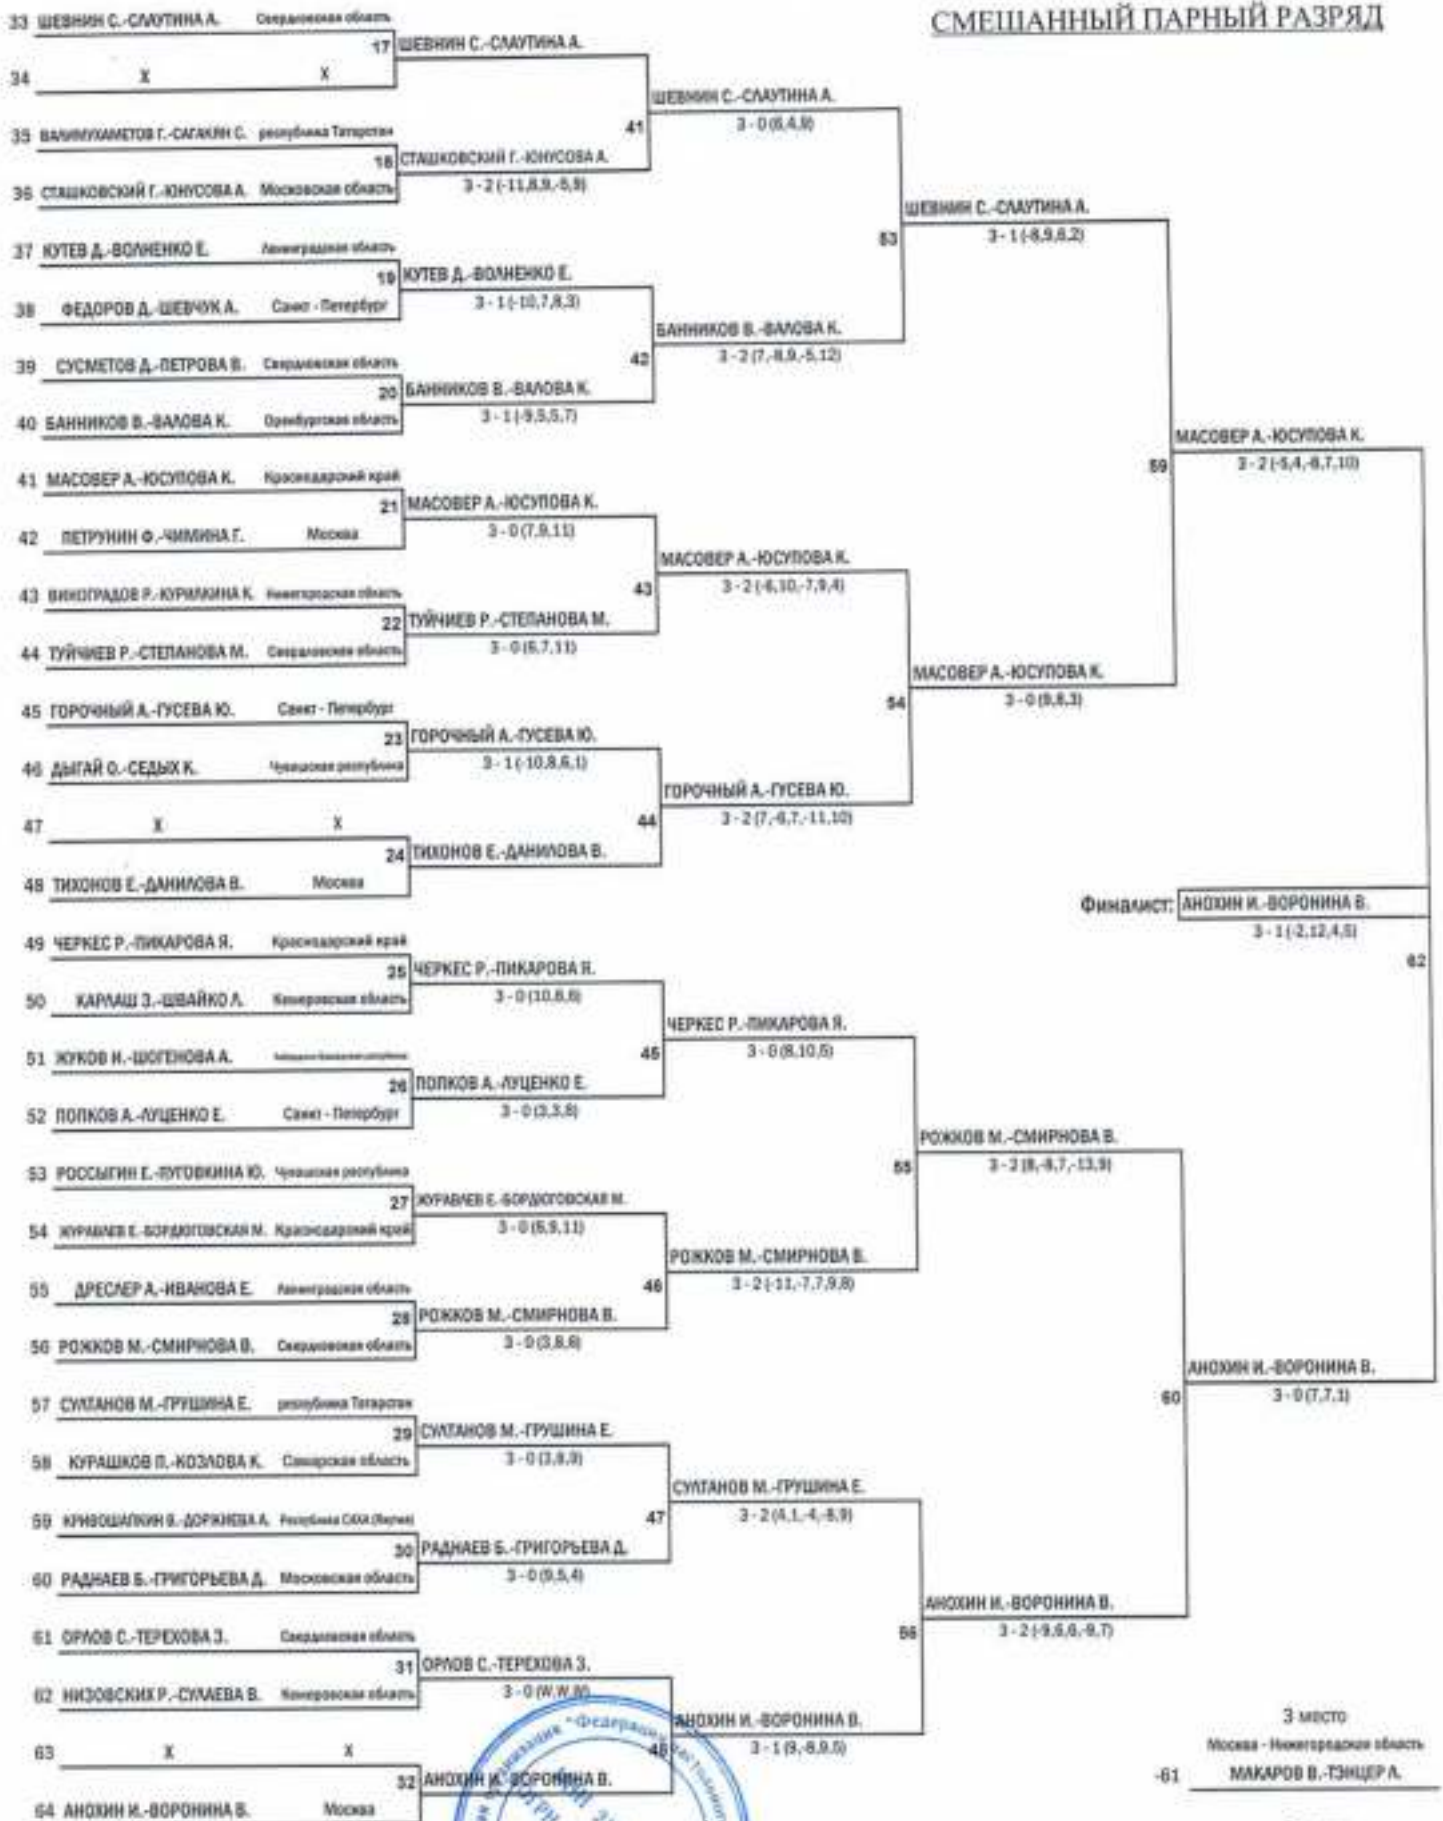 СМЕШАННЫЙ ПАРНЫЙ РАЗРЯД
33 ШЕВНИН С.-СЛАУТИНА А. Свердловская область
17 ШЕВНИН С.-СЛАУТИНА А.
34 X X
ШЕВНИН С.-СЛАУТИНА А.
41 3 - 0 (6,4,9)
35 ВАЛИМУХАМЕТОВ Г.-САГАКЯН С. республика Татарстан
18 СТАШКОВСКИЙ Г.-ЮНУСОВА А.
36 СТАШКОВСКИЙ Г.-ЮНУСОВА А. Московская область 3 - 2 (-11,8,9,-5,9)
ШЕВНИН С.-СЛАУТИНА А.
53 3 - 1 (-8,9,6,2)
37 КУТЕВ Д.-ВОЛНЕНКО Е. Ленинградская область
19 КУТЕВ Д.-ВОЛНЕНКО Е.
38 ФЕДОРОВ Д.-ШЕВЧУК А. Санкт - Петербург 3 - 1 (-10,7,8,3)
БАННИКОВ В.-ВАЛОВА К.
42 3 - 2 (7,-8,9,-5,12)
39 СУСМЕТОВ Д.-ПЕТРОВА В. Свердловская область
20 БАННИКОВ В.-ВАЛОВА К.
40 БАННИКОВ В.-ВАЛОВА К. Оренбургская область 3 - 1 (-9,5,5,7)
МАСОВЕР А.-ЮСУПОВА К.
59 3 - 2 (-5,4,-6,7,10)
41 МАСОВЕР А.-ЮСУПОВА К. Краснодарский край
21 МАСОВЕР А.-ЮСУПОВА К.
42 ПЕТРУНИН Ф.-ЧИМИНА Г. Москва 3 - 0 (7,9,11)
МАСОВЕР А.-ЮСУПОВА К.
43 3 - 2 (-6,10,-7,9,4)
43 ВИНОГРАДОВ Р.-КУРИЛКИНА К. Нижегородская область
22 ТУЙЧИЕВ Р.-СТЕПАНОВА М.
44 ТУЙЧИЕВ Р.-СТЕПАНОВА М. Свердловская область 3 - 0 (6,7,11)
МАСОВЕР А.-ЮСУПОВА К.
54 3 - 0 (9,8,3)
45 ГОРОЧНЫЙ А.-ГУСЕВА Ю. Санкт - Петербург
23 ГОРОЧНЫЙ А.-ГУСЕВА Ю.
46 ДЫГАЙ О.-СЕДЫХ К. Чувашская республика 3 - 1 (-10,8,6,1)
ГОРОЧНЫЙ А.-ГУСЕВА Ю.
44 3 - 2 (7,-6,7,-11,10)
47 X X
24 ТИХОНОВ Е.-ДАНИЛОВА В.
48 ТИХОНОВ Е.-ДАНИЛОВА В. Москва
Финалист: АНОХИН И.-ВОРОНИНА В.
3 - 1 (-2,12,4,5)
62
49 ЧЕРКЕС Р.-ПИКАРОВА Я. Краснодарский край
25 ЧЕРКЕС Р.-ПИКАРОВА Я.
50 КАРЛАШ З.-ШВАЙКО Л. Кемеровская область 3 - 0 (10,6,6)
ЧЕРКЕС Р.-ПИКАРОВА Я.
45 3 - 0 (8,10,5)
51 ЖУКОВ И.-ШОГЕНОВА А.
26 ПОПКОВ А.-ЛУЦЕНКО Е.
52 ПОПКОВ А.-ЛУЦЕНКО Е. Санкт - Петербург 3 - 0 (3,3,8)
РОЖКОВ М.-СМИРНОВА В.
55 3 - 2 (8,-8,7,-13,9)
53 РОССЫГИН Е.-ПУГОВКИНА Ю. Чувашская республика
27 ЖУРАВЛЕВ Е.-БОРДЮГОВСКАЯ М.
54 ЖУРАВЛЕВ Е.-БОРДЮГОВСКАЯ М. Краснодарский край 3 - 0 (5,9,11)
РОЖКОВ М.-СМИРНОВА В.
46 3 - 2 (-11,-7,7,9,8)
55 ДРЕСЛЕР А.-ИВАНОВА Е. Ленинградская область
28 РОЖКОВ М.-СМИРНОВА В.
56 РОЖКОВ М.-СМИРНОВА В. Свердловская область 3 - 0 (3,8,6)
АНОХИН И.-ВОРОНИНА В.
60 3 - 0 (7,7,1)
57 СУЛТАНОВ М.-ГРУШИНА Е. республика Татарстан
29 СУЛТАНОВ М.-ГРУШИНА Е.
58 КУРАШКОВ П.-КОЗЛОВА К. Самарская область 3 - 0 (3,8,9)
СУЛТАНОВ М.-ГРУШИНА Е.
47 3 - 2 (4,1,-4,-8,9)
59 КРИВОШАПКИН В.-ДОРЖИЕВА А. Республика САХА (Якутия)
30 РАДНАЕВ Б.-ГРИГОРЬЕВА Д.
60 РАДНАЕВ Б.-ГРИГОРЬЕВА Д. Московская область 3 - 0 (9,5,4)
АНОХИН И.-ВОРОНИНА В.
56 3 - 2 (-9,6,6,-9,7)
61 ОРЛОВ С.-ТЕРЕХОВА З. Свердловская область
31 ОРЛОВ С.-ТЕРЕХОВА З.
62 НИЗОВСКИХ Р.-СУЛАЕВА В. Кемеровская область 3 - 0 (W,W,W)
АНОХИН И.-ВОРОНИНА В.
48 3 - 1 (9,-8,9,5)
63 X X
32 АНОХИН И.-ВОРОНИНА В.
64 АНОХИН И.-ВОРОНИНА В. Москва
3 место
Москва - Нижегородская область
-61 МАКАРОВ В.-ТЭНЦЕР Л.